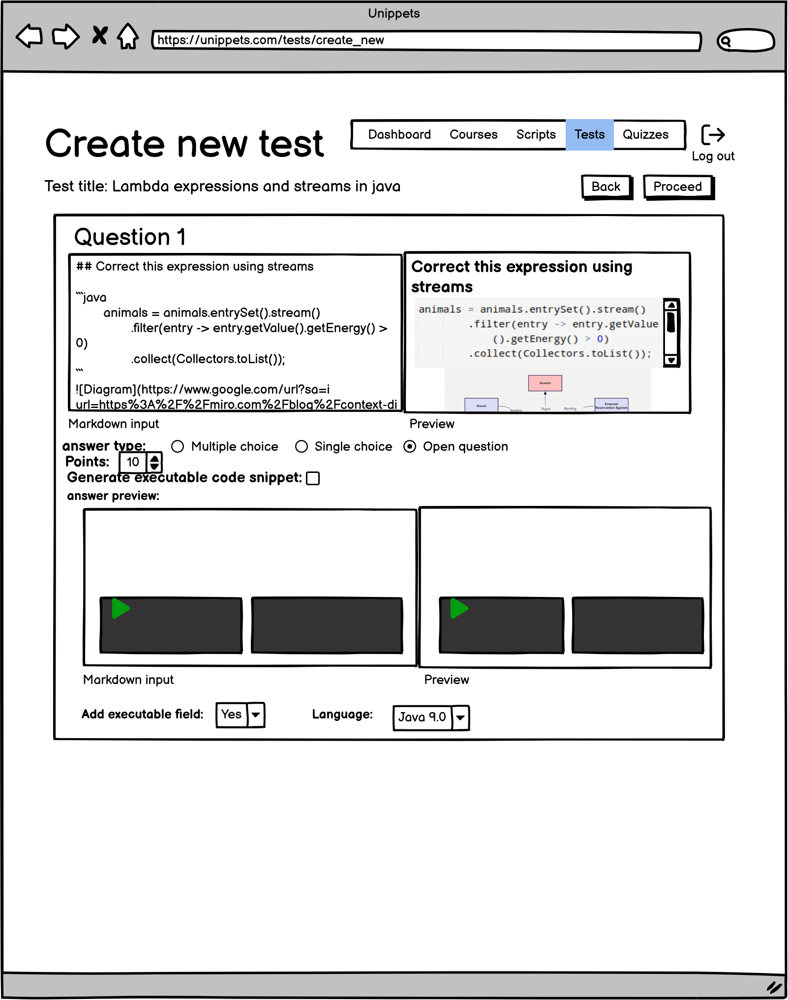 Unippets
https://unippets.com/tests/create_new
Create new test
Dashboard Courses Scripts Tests Quizzes
Log out
Test title: Lambda expressions and streams in java
Back Proceed
Question 1
## Correct this expression using streams
```java
animals = animals.entrySet().stream()
.filter(entry -> entry.getValue().getEnergy() >
0)
.collect(Collectors.toList());
```
![Diagram](https://www.google.com/url?sa=i
url=https%3A%2F%2Fmiro.com%2Fblog%2Fcontext-di
Correct this expression using
streams
animals = animals.entrySet().stream()
.filter(entry -> entry.getValue
().getEnergy() > 0)
.collect(Collectors.toList());
Guests
Guest
Booking
Guest
Booking
External
Reservation System
Markdown input
Preview
answer type: Multiple choice Single choice Open question
Points: 10
Generate executable code snippet:
answer preview:
Markdown input
Preview
Add executable field: Yes Language: Java 9.0